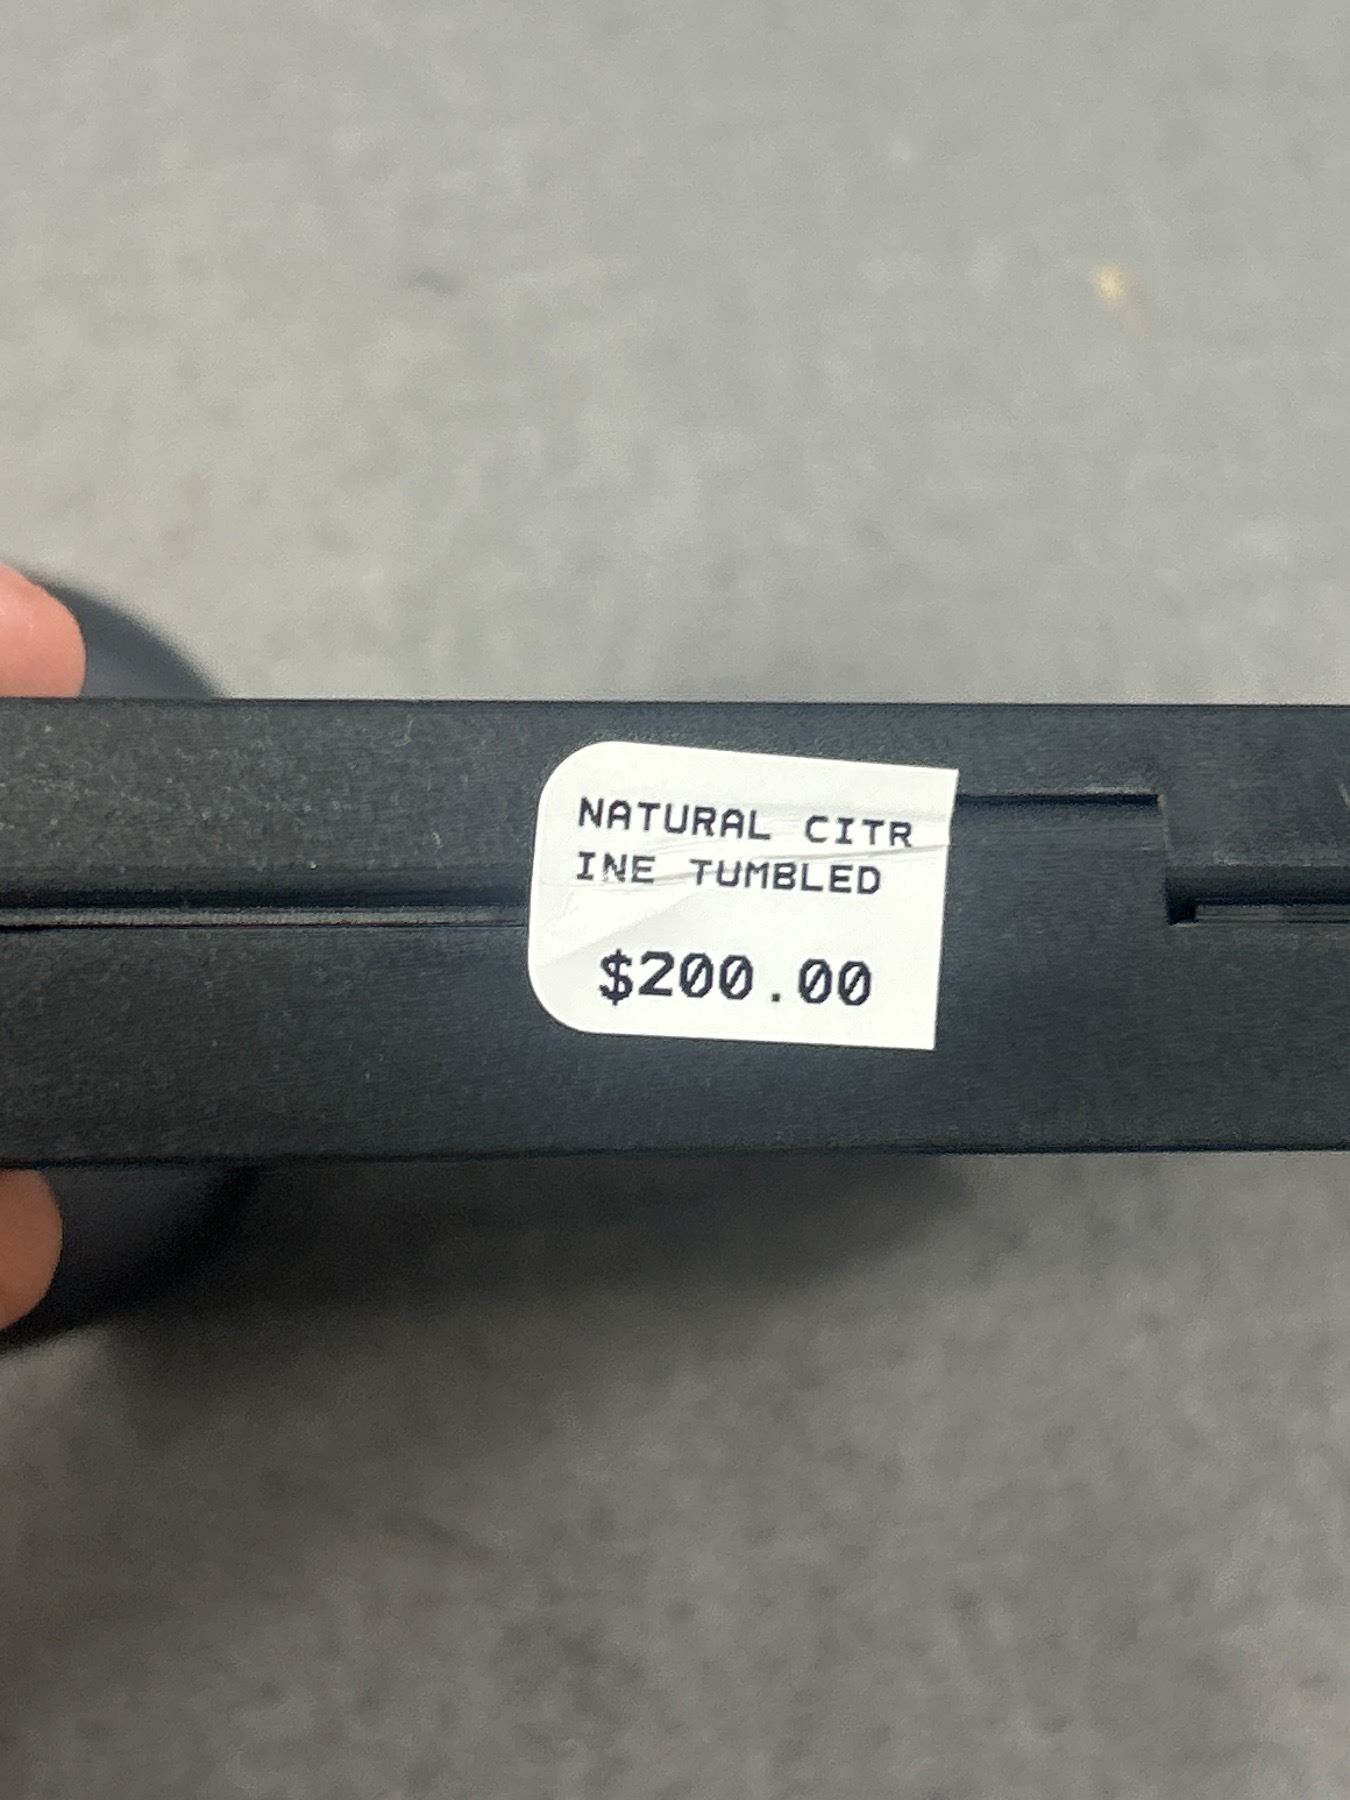 NATURAL CITR
INE TUMBLED
$200.00